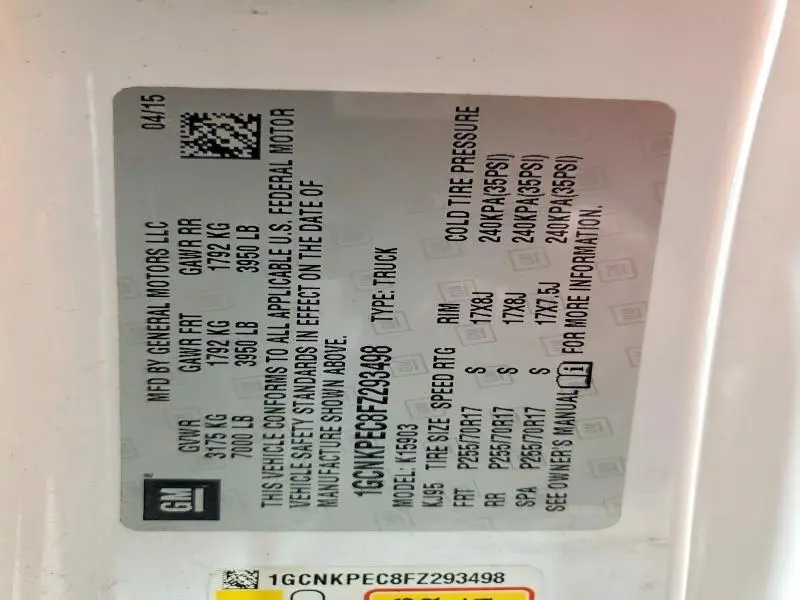 GM
MFD BY GENERAL MOTORS LLC 04/15
GVWR GAWR FRT GAWR RR
3175 KG 1792 KG 1792 KG
7000 LB 3950 LB 3950 LB
THIS VEHICLE CONFORMS TO ALL APPLICABLE U.S. FEDERAL MOTOR
VEHICLE SAFETY STANDARDS IN EFFECT ON THE DATE OF
MANUFACTURE SHOWN ABOVE.
1GCNKPEC8FZ293498 TYPE: TRUCK
MODEL: K15903
KJ95 TIRE SIZE SPEED RTG RIM COLD TIRE PRESSURE
FRT P255/70R17 S 17X8J 240KPA(35PSI)
RR P255/70R17 S 17X8J 240KPA(35PSI)
SPA P255/70R17 S 17X7.5J 240KPA(35PSI)
SEE OWNER'S MANUAL i FOR MORE INFORMATION.
1GCNKPEC8FZ293498